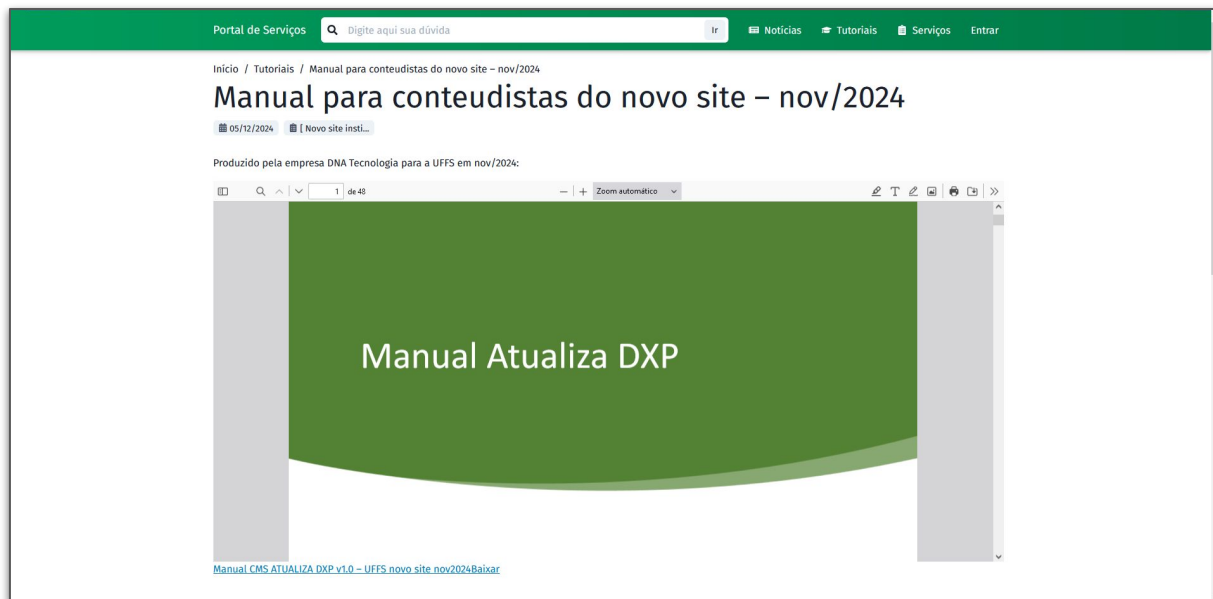 Portal de Serviços
Digite aqui sua dúvida
Ir
Notícias
Tutoriais
Serviços
Entrar
Início / Tutoriais / Manual para conteudistas do novo site – nov/2024
Manual para conteudistas do novo site – nov/2024
05/12/2024
[ Novo site insti...
Produzido pela empresa DNA Tecnologia para a UFFS em nov/2024:
1 de 48
Zoom automático
Manual Atualiza DXP
Manual CMS ATUALIZA DXP v1.0 – UFFS novo site nov2024Baixar